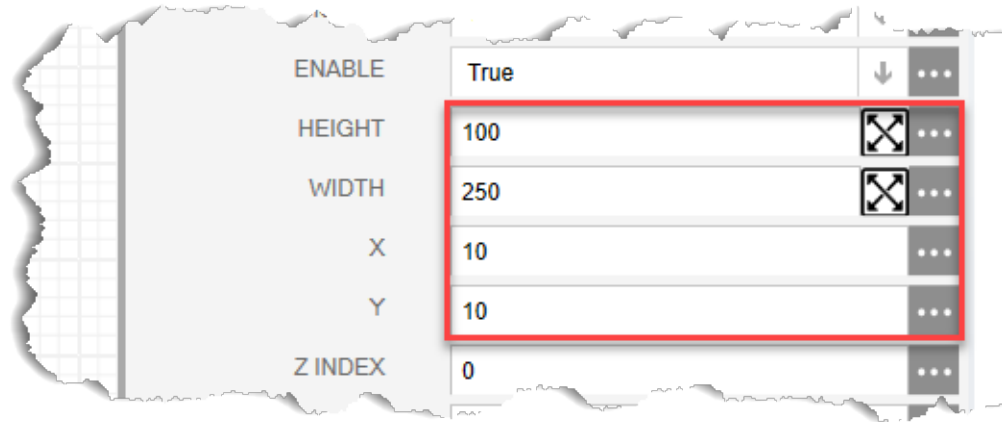 ENABLE True
HEIGHT 100
WIDTH 250
X 10
Y 10
Z INDEX 0